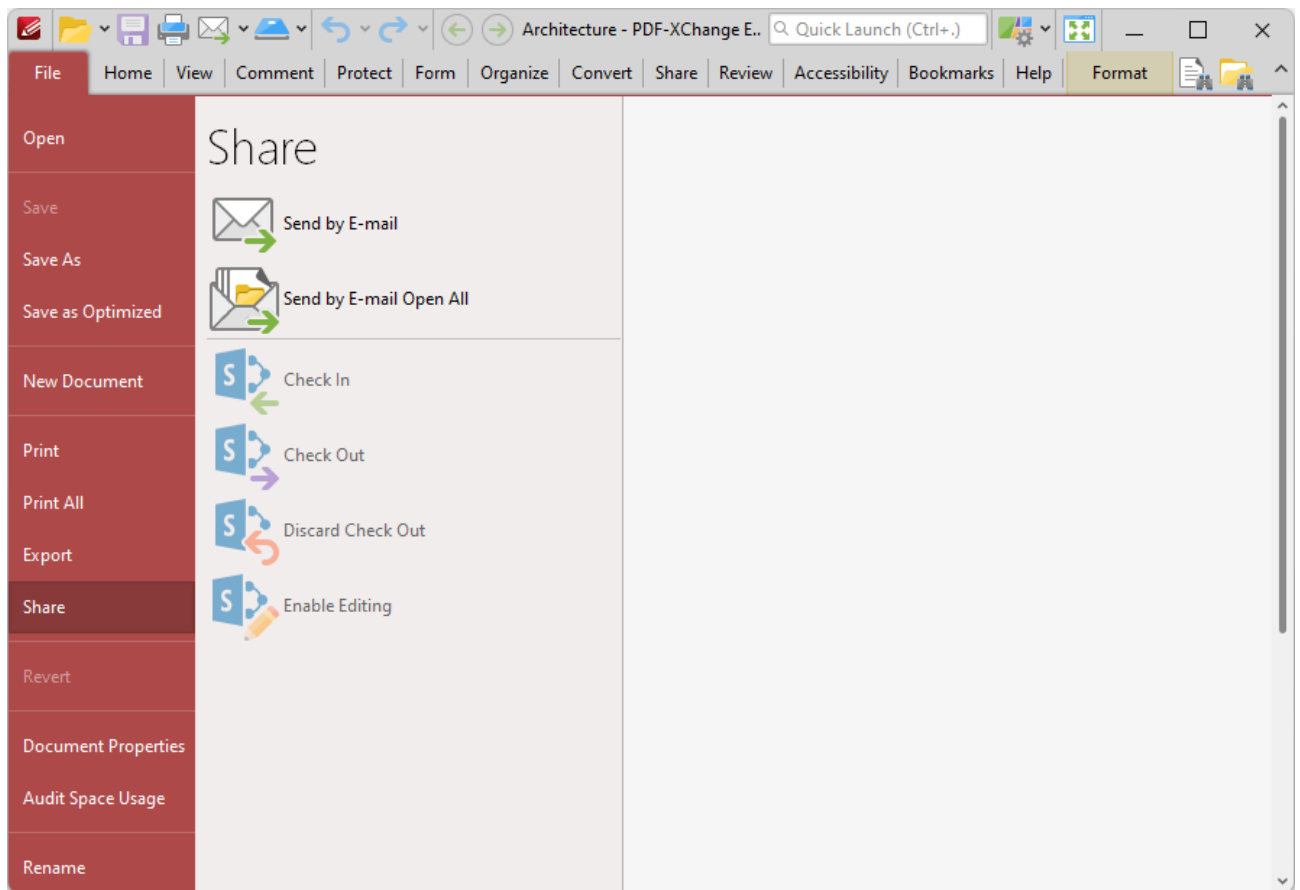 Architecture - PDF-XChange E..
Quick Launch (Ctrl+.)
File Home View Comment Protect Form Organize Convert Share Review Accessibility Bookmarks Help Format
Open
Save
Save As
Save as Optimized
New Document
Print
Print All
Export
Share
Revert
Document Properties
Audit Space Usage
Rename
Share
Send by E-mail
Send by E-mail Open All
S
Check In
S
Check Out
S
Discard Check Out
S
Enable Editing